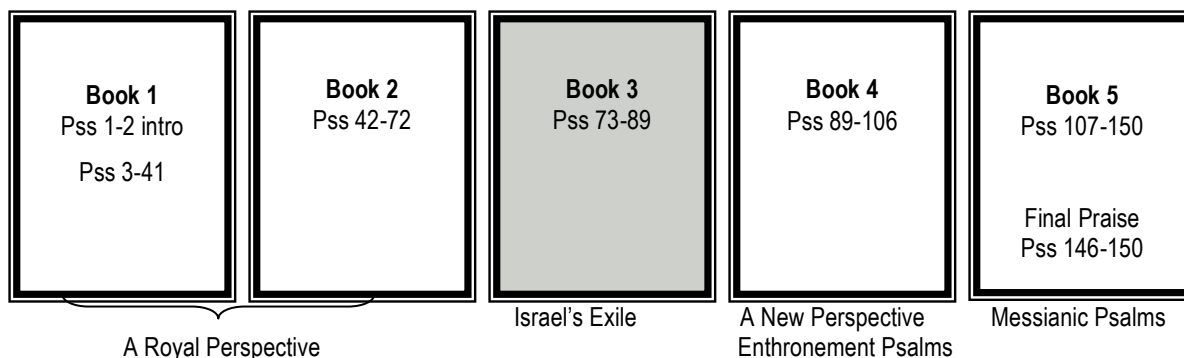 Book 1
Pss 1-2 intro
Pss 3-41
Book 2
Pss 42-72
Book 3
Pss 73-89
Book 4
Pss 89-106
Book 5
Pss 107-150
Final Praise
Pss 146-150
A Royal Perspective
Israel's Exile
A New Perspective
Enthronement Psalms
Messianic Psalms